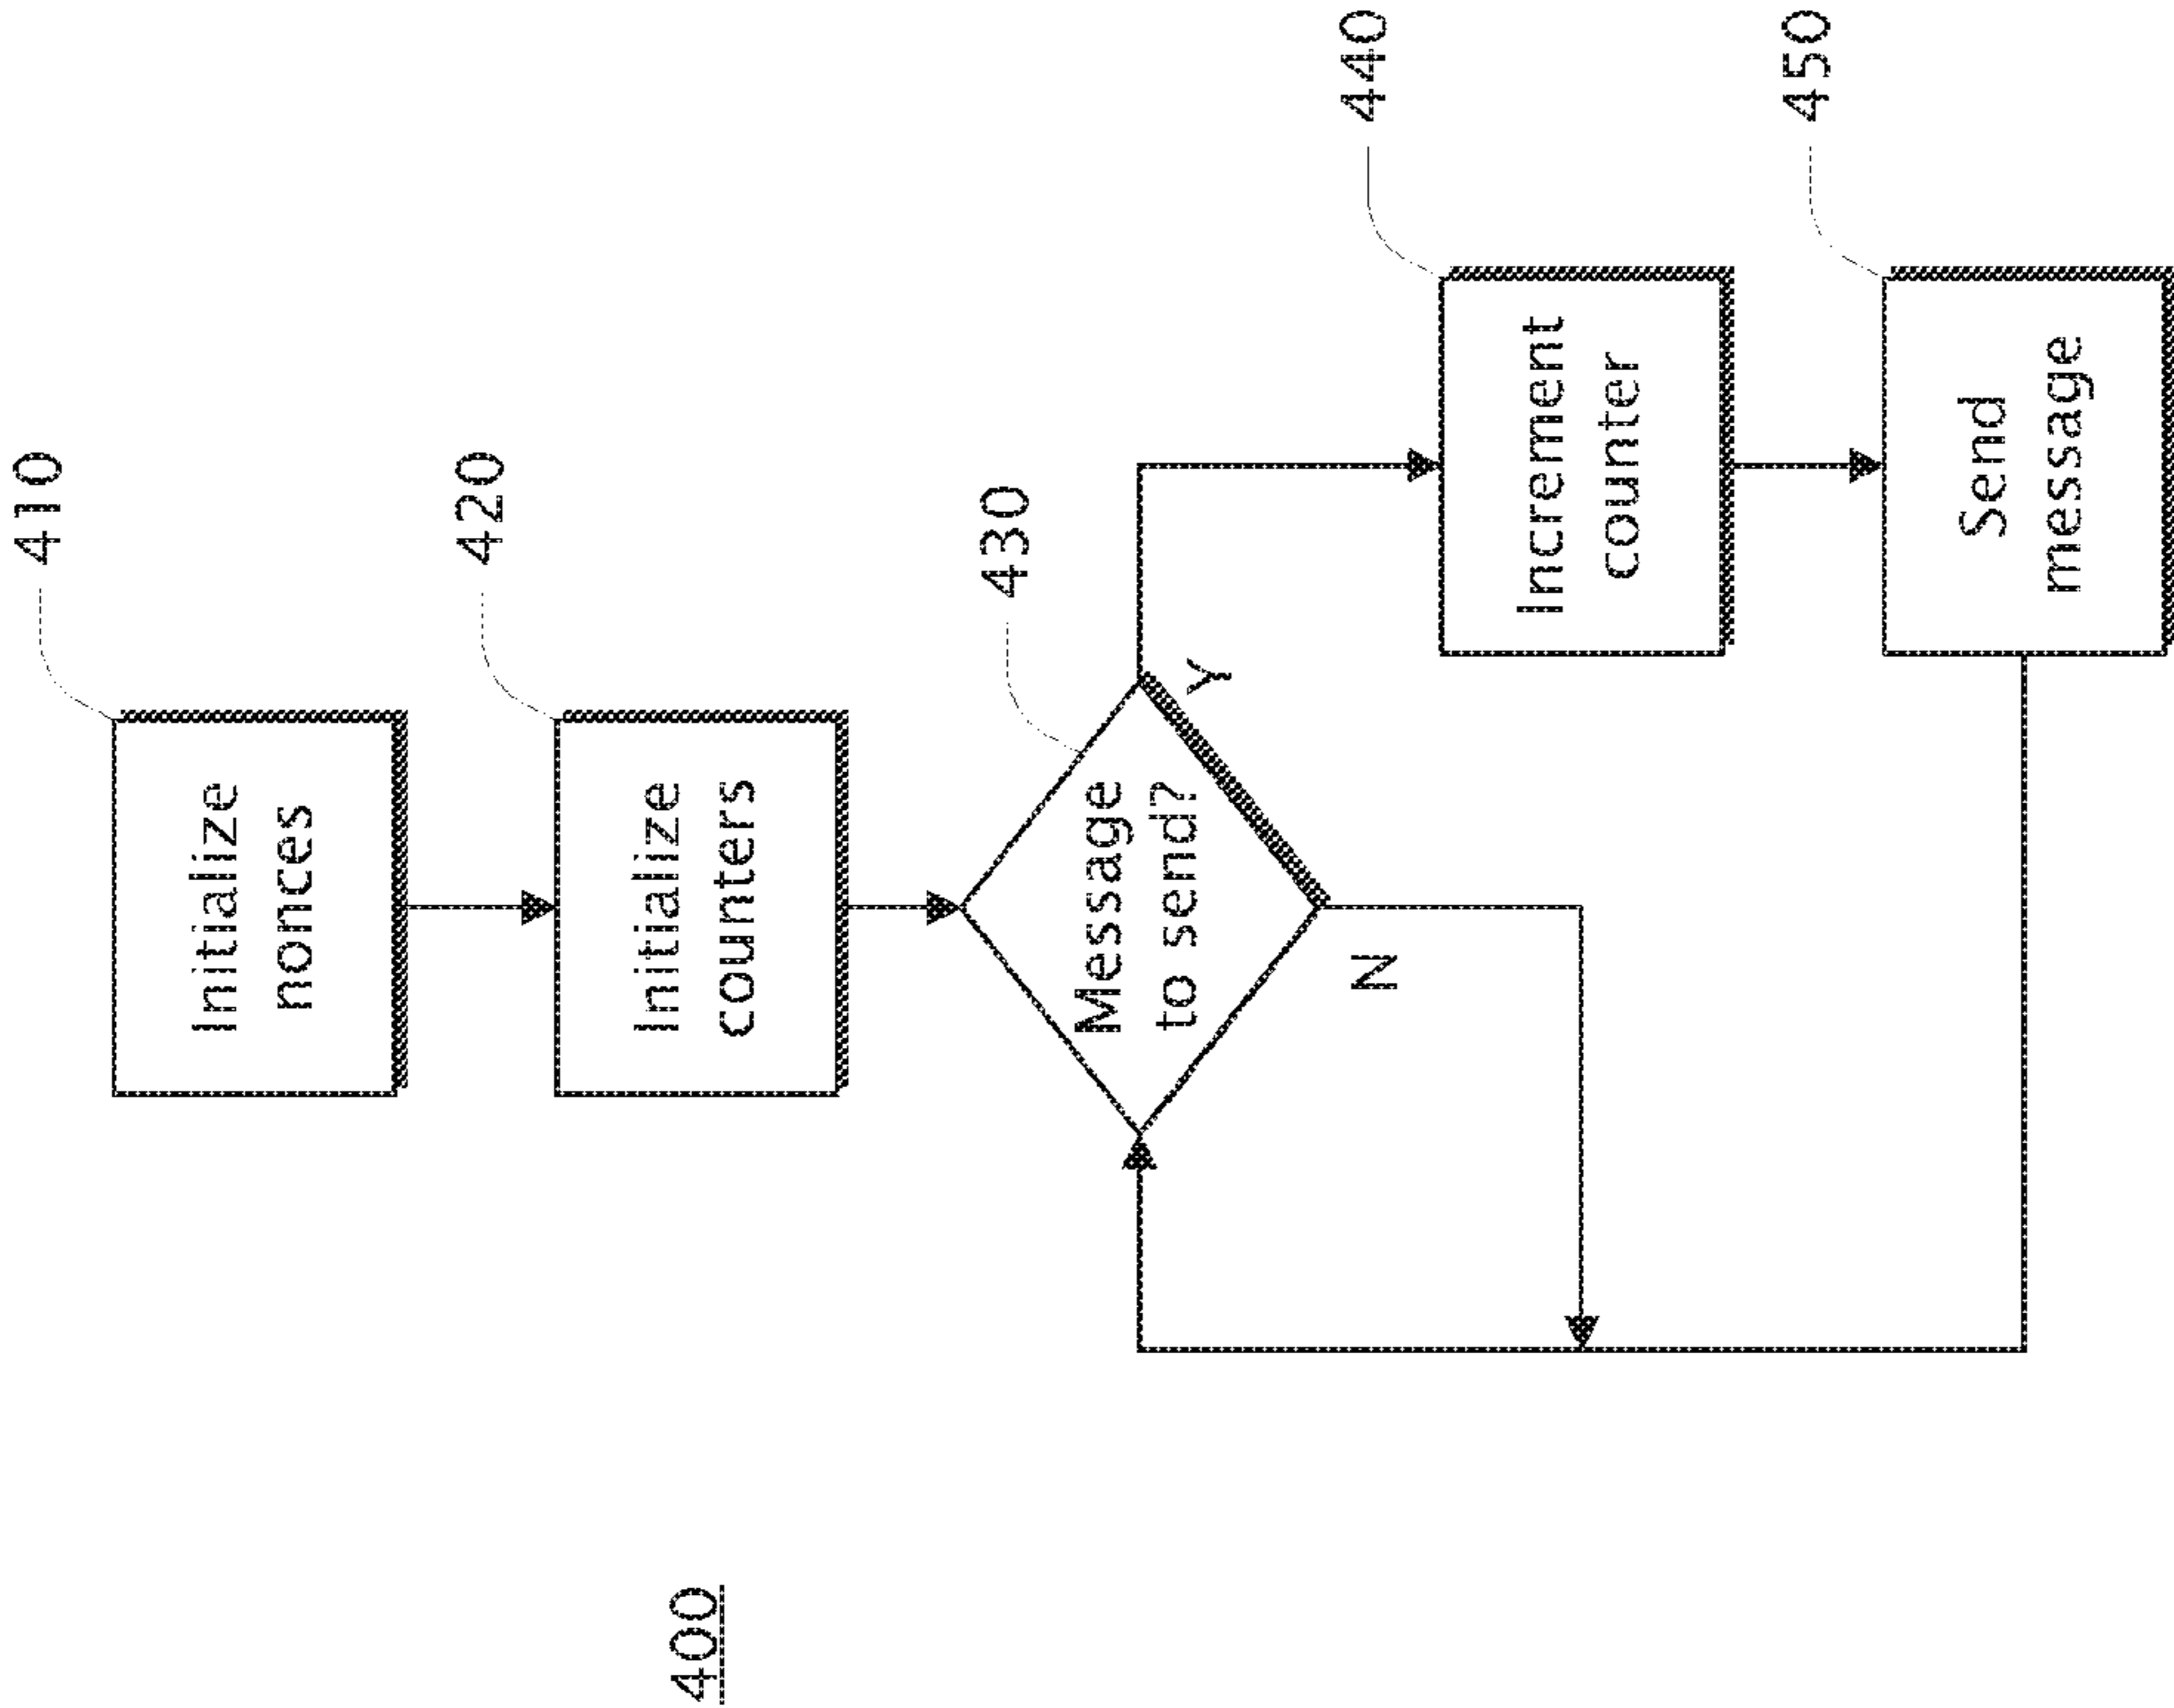 400
410
Initialize
nonces
420
Initialize
counters
430
Message
to send?
Y
N
440
Increment
counter
450
Send
message